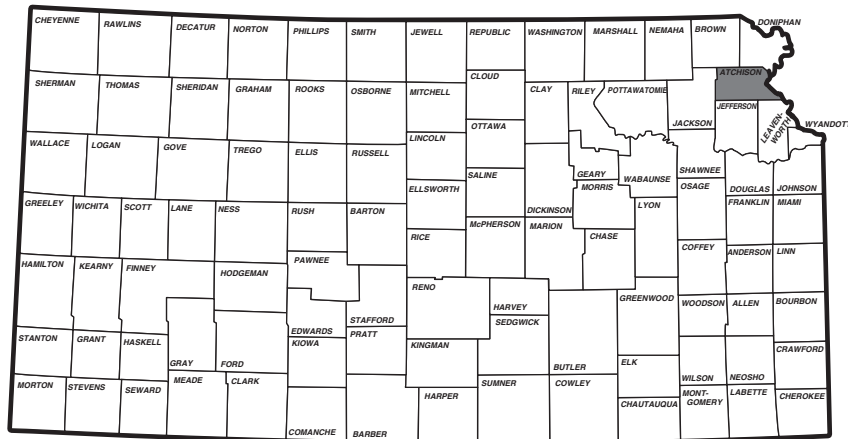 CHEYENNE
RAWLINS
DECATUR
NORTON
PHILLIPS
SMITH
JEWELL
REPUBLIC
WASHINGTON
MARSHALL
NEMAHA
BROWN
DONIPHAN
SHERMAN
THOMAS
SHERIDAN
GRAHAM
ROOKS
OSBORNE
MITCHELL
CLOUD
CLAY
RILEY
POTTAWATOMIE
JACKSON
ATCHISON
JEFFERSON
LEAVEN-
WORTH
WYANDOTT
WALLACE
LOGAN
GOVE
TREGO
ELLIS
RUSSELL
LINCOLN
OTTAWA
SALINE
ELLSWORTH
DICKINSON
GEARY
MORRIS
WABAUNSE
SHAWNEE
OSAGE
DOUGLAS
JOHNSON
GREELEY
WICHITA
SCOTT
LANE
NESS
RUSH
BARTON
RICE
McPHERSON
MARION
CHASE
LYON
COFFEY
FRANKLIN
MIAMI
ANDERSON
LINN
HAMILTON
KEARNY
FINNEY
HODGEMAN
PAWNEE
STAFFORD
RENO
HARVEY
SEDGWICK
BUTLER
GREENWOOD
WOODSON
ALLEN
BOURBON
STANTON
GRANT
HASKELL
GRAY
FORD
EDWARDS
KIOWA
PRATT
KINGMAN
ELK
WILSON
NEOSHO
CRAWFORD
MORTON
STEVENS
SEWARD
MEADE
CLARK
COMANCHE
BARBER
HARPER
SUMNER
COWLEY
CHAUTAUQUA
MONT-
GOMERY
LABETTE
CHEROKEE